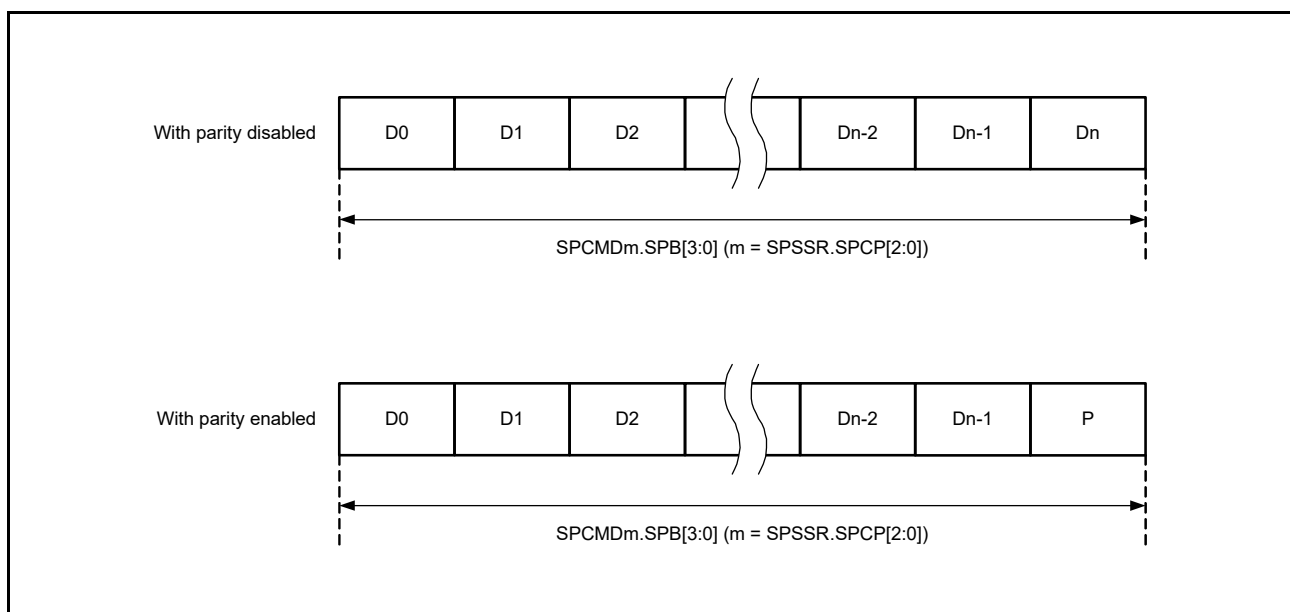 With parity disabled D0 D1 D2 Dn-2 Dn-1 Dn
SPCMDm.SPB[3:0] (m = SPSSR.SPCP[2:0])
With parity enabled D0 D1 D2 Dn-2 Dn-1 P
SPCMDm.SPB[3:0] (m = SPSSR.SPCP[2:0])